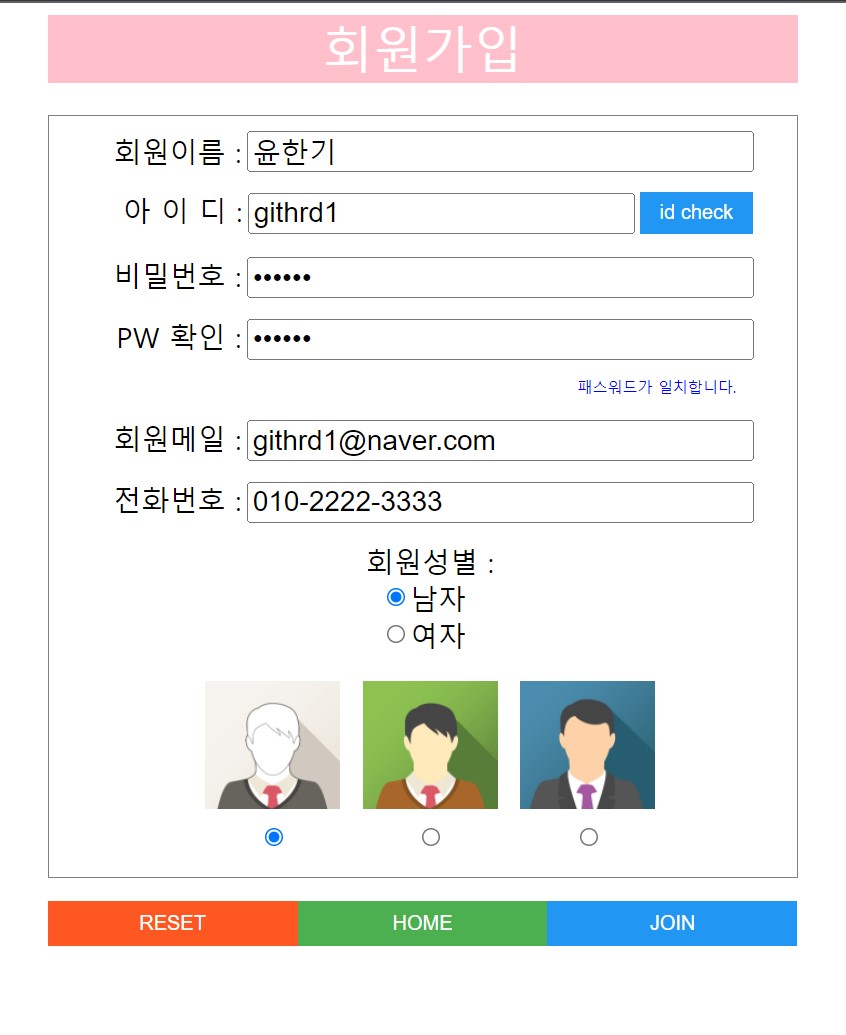 회원가입
회원이름 : 윤한기
아 이 디 : githrd1 id check
비밀번호 : ••••••
PW 확인 : ••••••
패스워드가 일치합니다.
회원메일 : githrd1@naver.com
전화번호 : 010-2222-3333
회원성별 :
남자
여자
RESET HOME JOIN